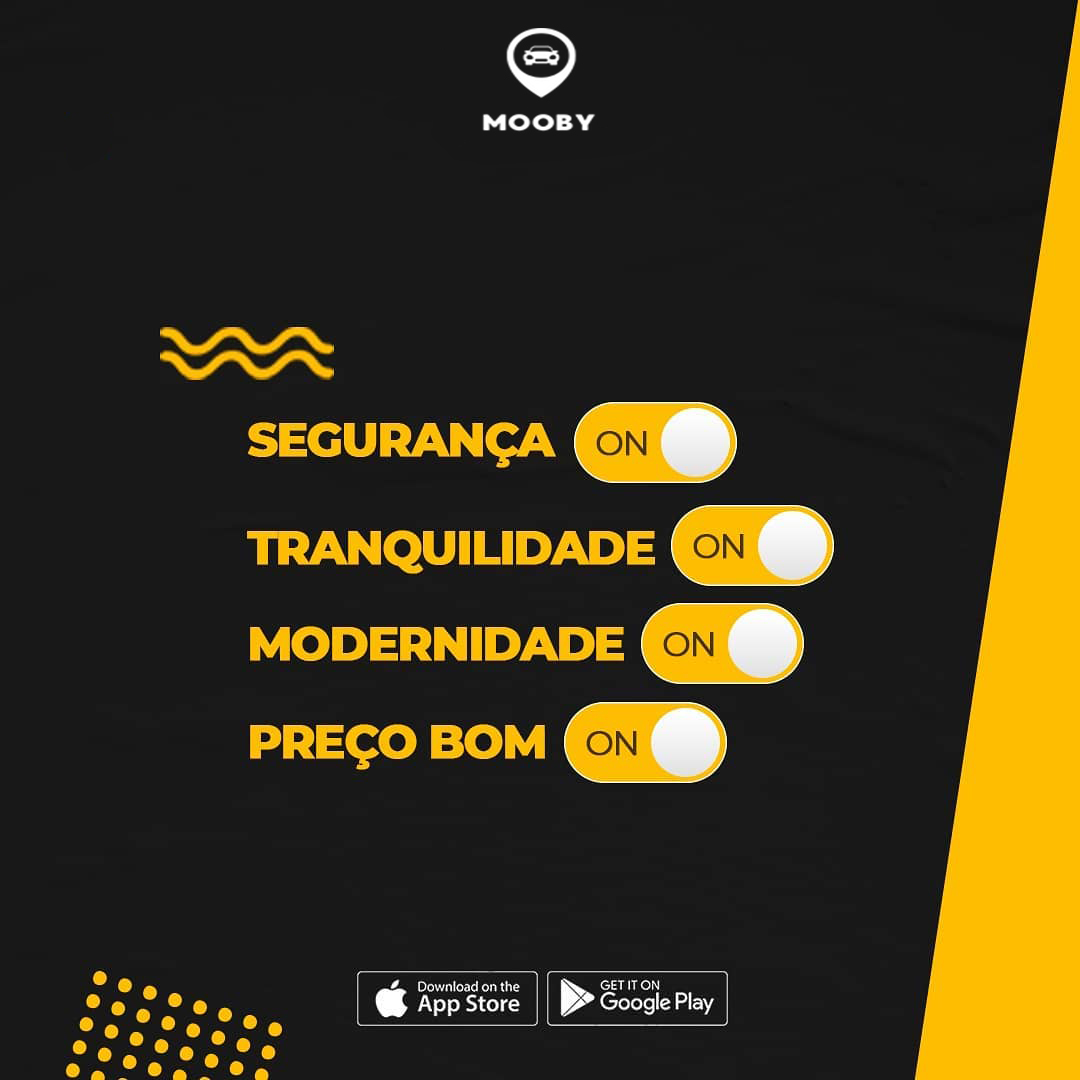 MOOBY
SEGURANÇA ON
TRANQUILIDADE ON
MODERNIDADE ON
PREÇO BOM ON
Download on the
App Store
GET IT ON
Google Play